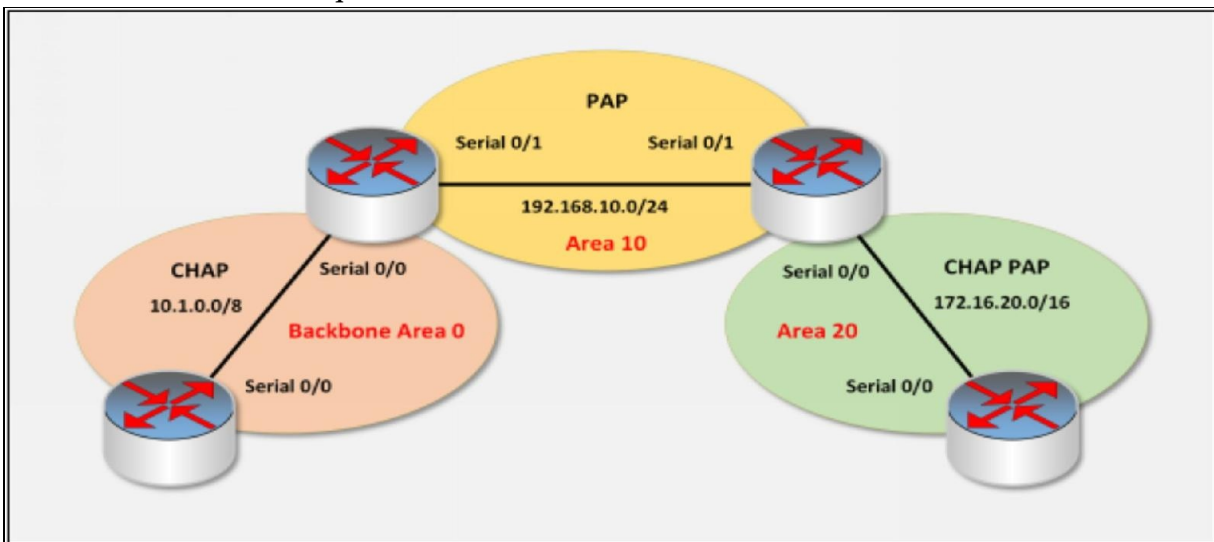 PAP
Serial 0/1 Serial 0/1
192.168.10.0/24
Area 10
CHAP
Serial 0/0
10.1.0.0/8
Backbone Area 0
Serial 0/0
Serial 0/0
CHAP PAP
172.16.20.0/16
Area 20
Serial 0/0